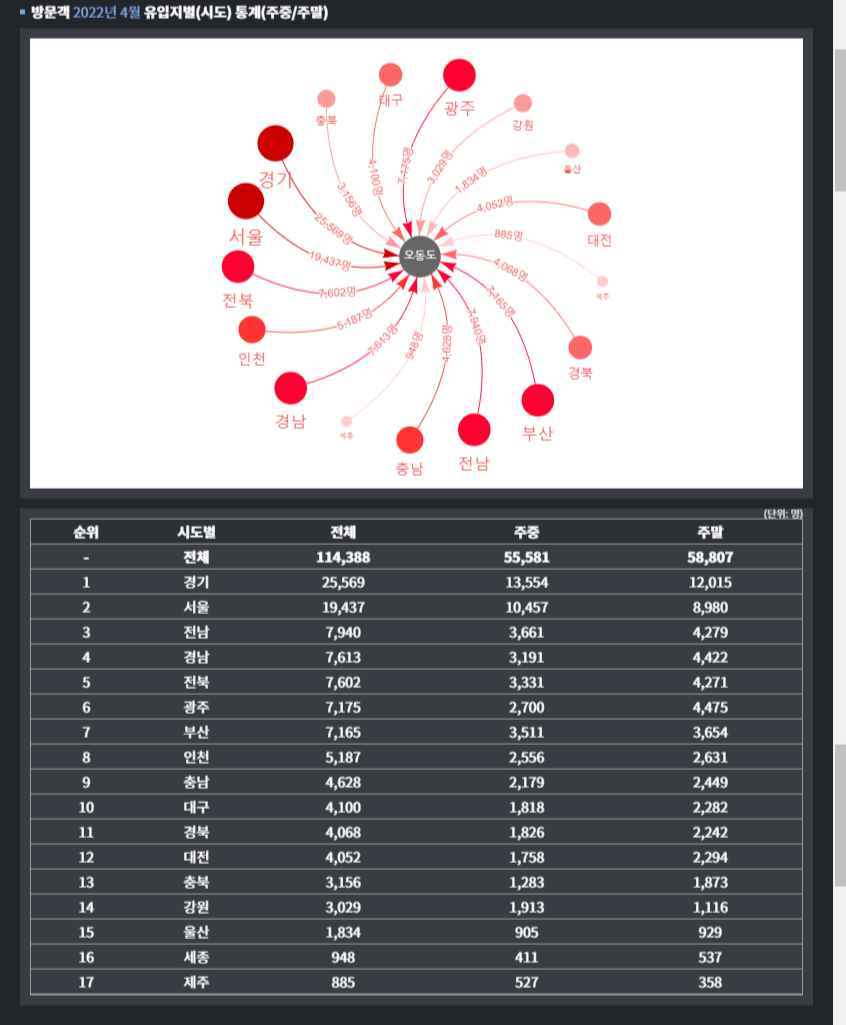 방문객 2022년 4월 유입지별(시도) 통계(주중/주말)
대구
광주
충북
강원
경기
울산
서울
대전
전북
제주
인천
경북
경남
세종
부산
충남
전남
오동도
7,175명
3,029명
4,100명
1,834명
3,156명
4,052명
25,569명
885명
19,437명
4,068명
7,602명
7,165명
5,187명
7,613명
948명
4,628명
7,940명
(단위: 명)
순위 시도별 전체 주중 주말
- 전체 114,388 55,581 58,807
1 경기 25,569 13,554 12,015
2 서울 19,437 10,457 8,980
3 전남 7,940 3,661 4,279
4 경남 7,613 3,191 4,422
5 전북 7,602 3,331 4,271
6 광주 7,175 2,700 4,475
7 부산 7,165 3,511 3,654
8 인천 5,187 2,556 2,631
9 충남 4,628 2,179 2,449
10 대구 4,100 1,818 2,282
11 경북 4,068 1,826 2,242
12 대전 4,052 1,758 2,294
13 충북 3,156 1,283 1,873
14 강원 3,029 1,913 1,116
15 울산 1,834 905 929
16 세종 948 411 537
17 제주 885 527 358